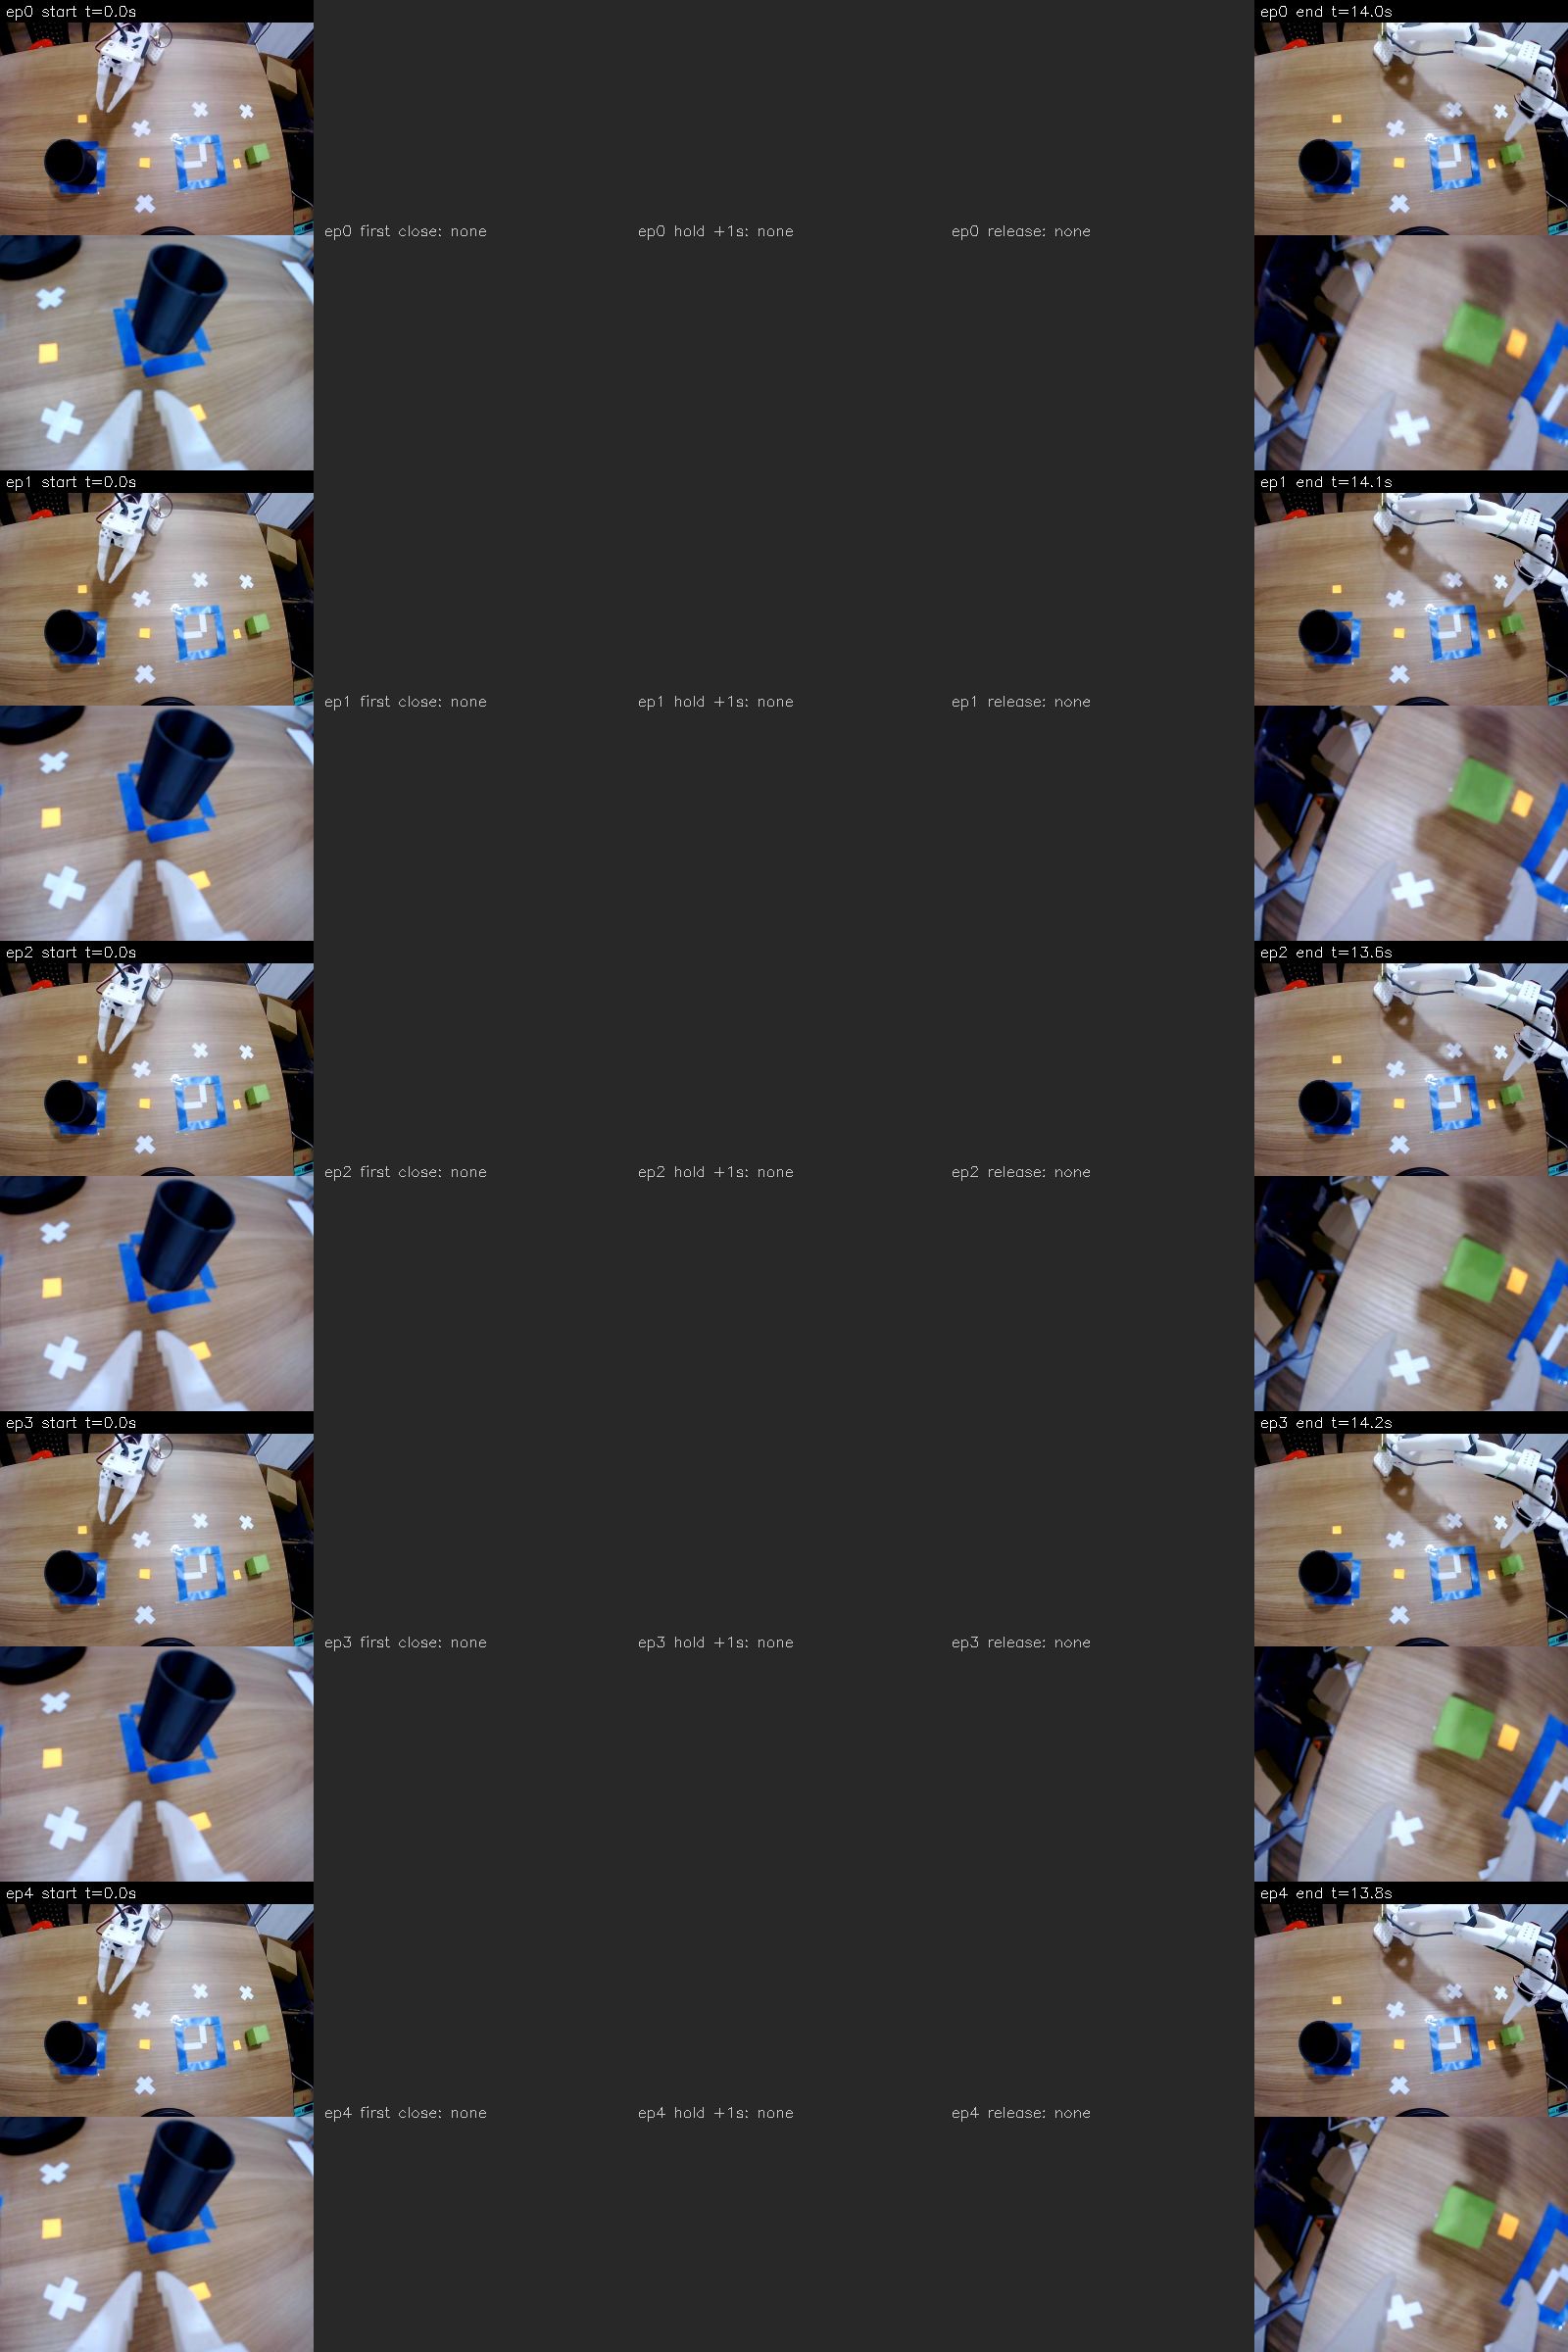 ep0 start t=0.0s
ep0 end t=14.0s
ep0 first close: none
ep0 hold +1s: none
ep0 release: none
ep1 start t=0.0s
ep1 end t=14.1s
ep1 first close: none
ep1 hold +1s: none
ep1 release: none
ep2 start t=0.0s
ep2 end t=13.6s
ep2 first close: none
ep2 hold +1s: none
ep2 release: none
ep3 start t=0.0s
ep3 end t=14.2s
ep3 first close: none
ep3 hold +1s: none
ep3 release: none
ep4 start t=0.0s
ep4 end t=13.8s
ep4 first close: none
ep4 hold +1s: none
ep4 release: none